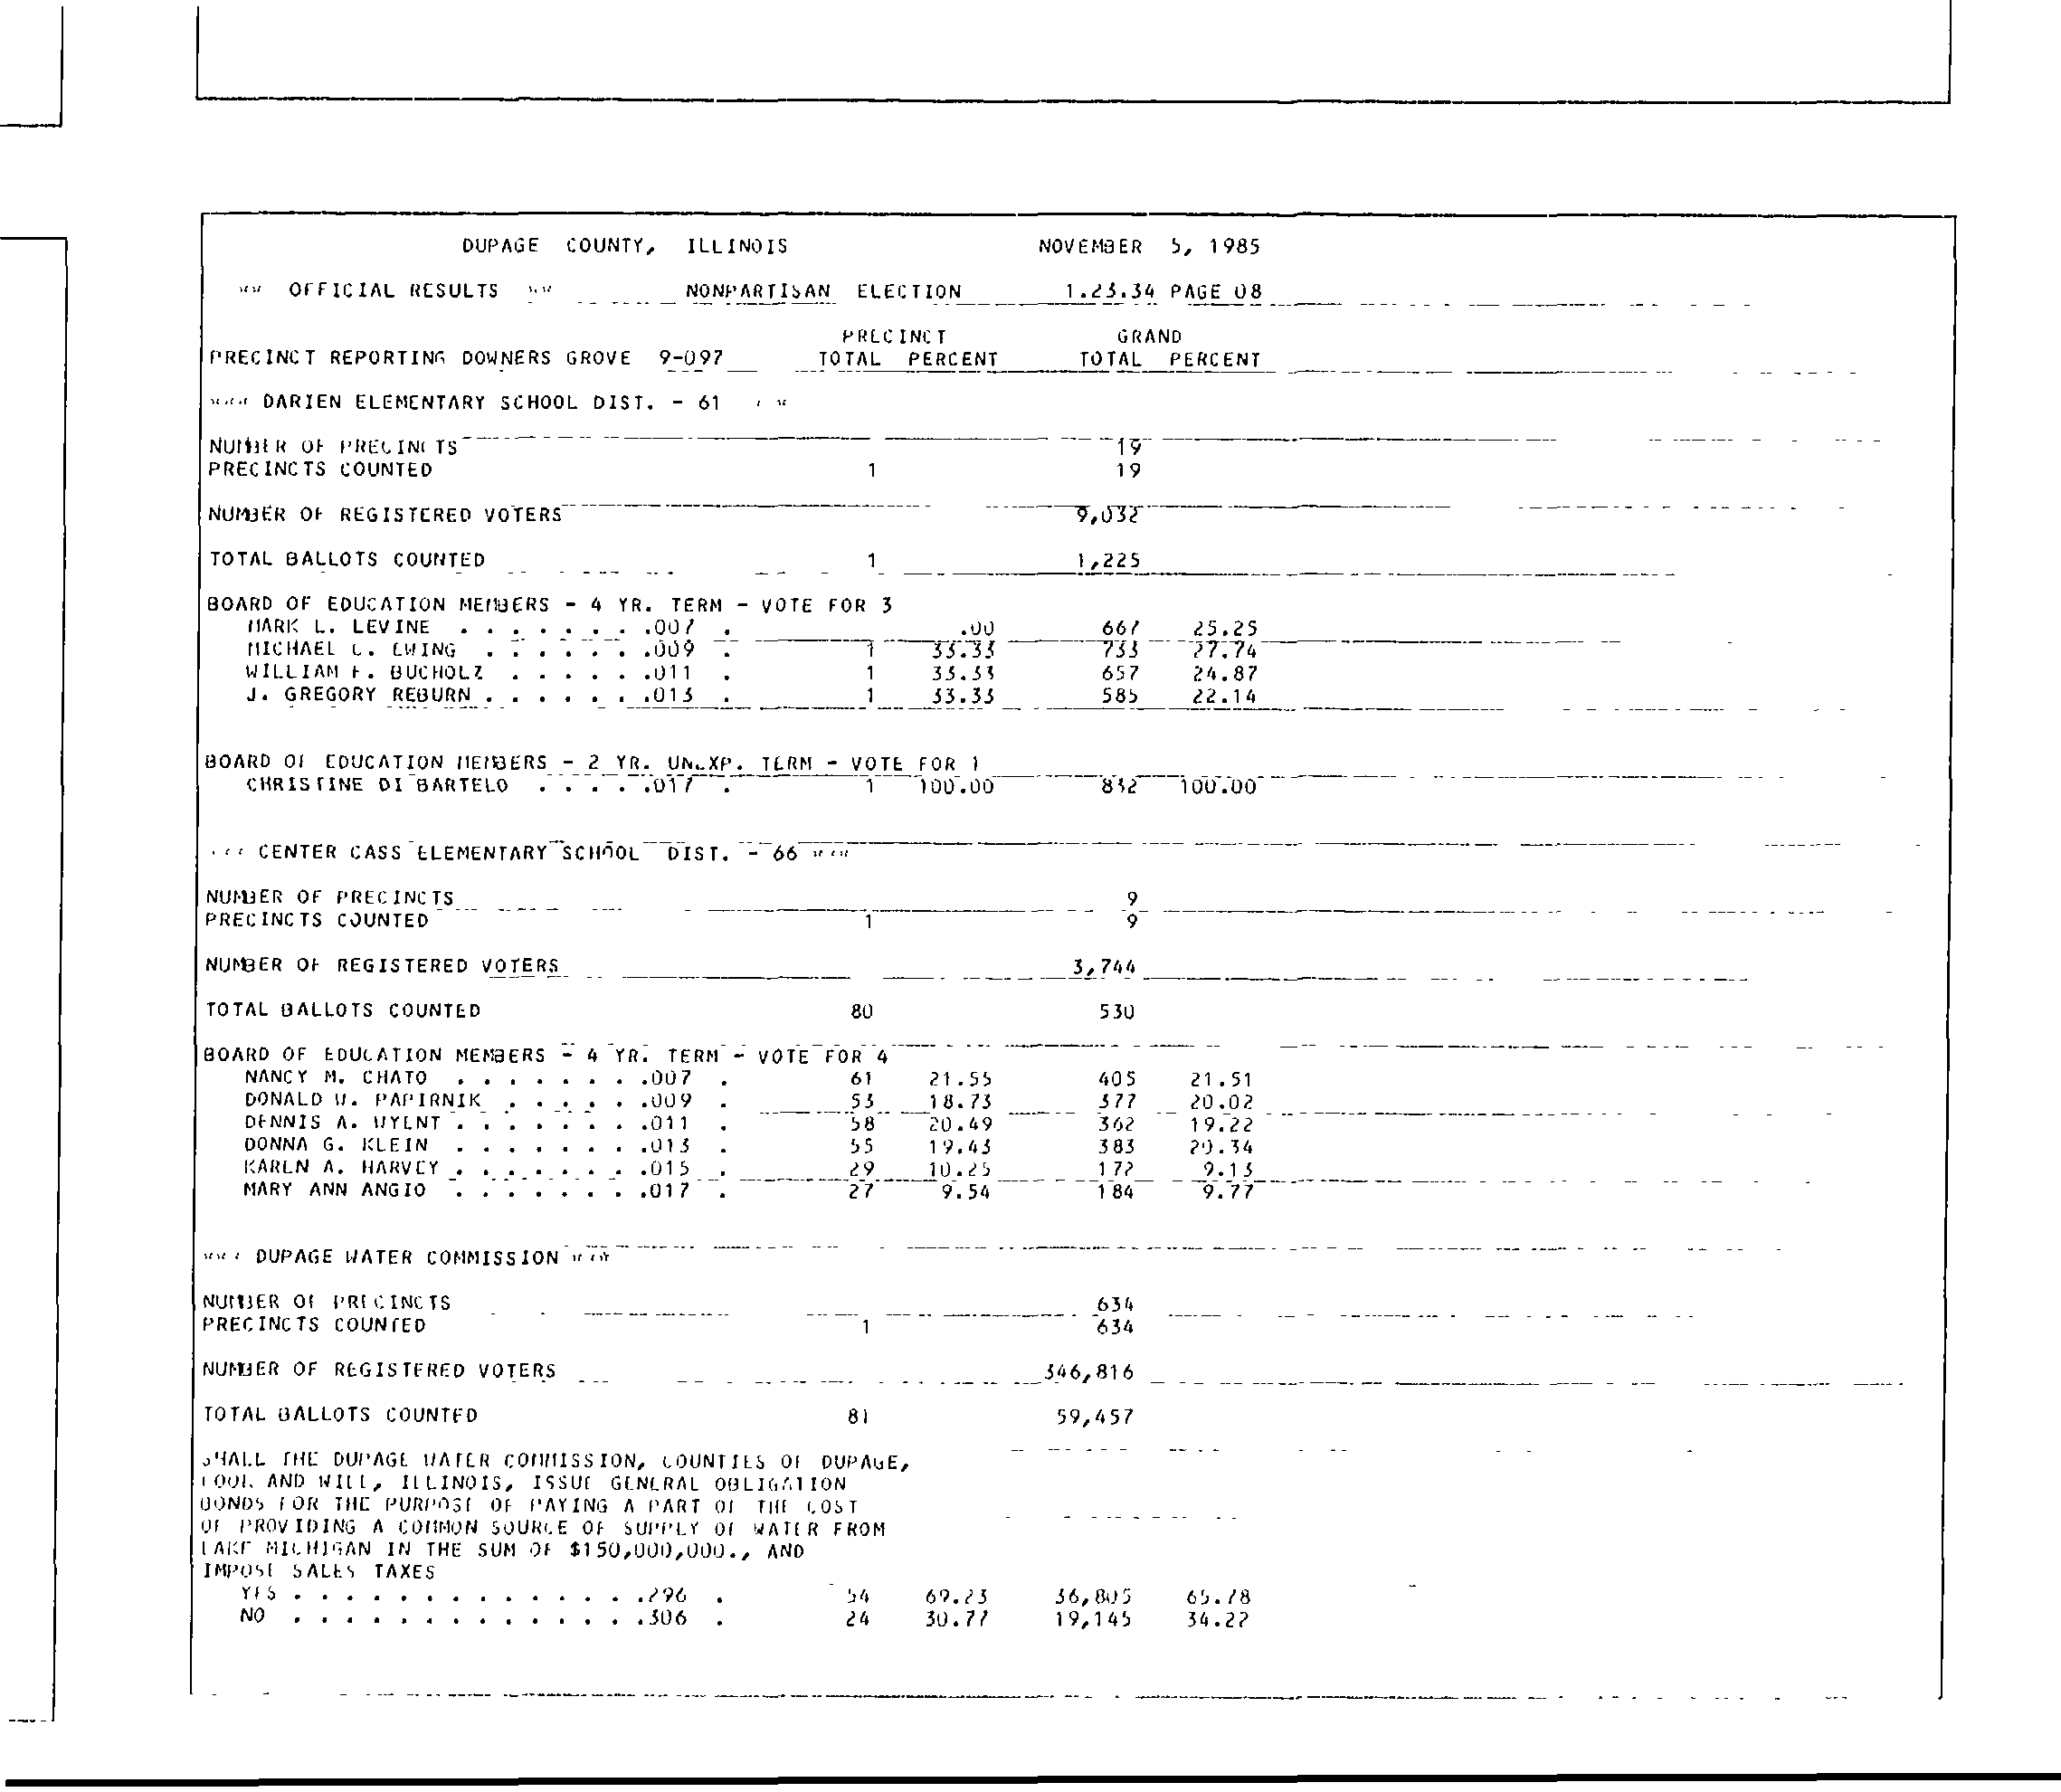 DUPAGE COUNTY, ILLINOIS NOVEMBER 5, 1985
** OFFICIAL RESULTS ** NONPARTISAN ELECTION 1.23.34 PAGE 08
PRECINCT GRAND
PRECINCT REPORTING DOWNERS GROVE 9-097 TOTAL PERCENT TOTAL PERCENT
*** DARIEN ELEMENTARY SCHOOL DIST. - 61 * *
NUMBER OF PRECINCTS 19
PRECINCTS COUNTED 1 19
NUMBER OF REGISTERED VOTERS 9,032
TOTAL BALLOTS COUNTED 1 1,225
BOARD OF EDUCATION MEMBERS - 4 YR. TERM - VOTE FOR 3
MARK L. LEVINE . . . . . . . .007 . .00 667 25.25
MICHAEL C. EWING . . . . . . .009 . 1 33.33 733 27.74
WILLIAM F. BUCHOLZ . . . . . .011 . 1 33.33 657 24.87
J. GREGORY REBURN . . . . . . .013 . 1 33.33 585 22.14
BOARD OF EDUCATION MEMBERS - 2 YR. UNEXP. TERM - VOTE FOR 1
CHRISTINE DI BARTELO . . . . .017 . 1 100.00 832 100.00
*** CENTER CASS ELEMENTARY SCHOOL DIST. - 66 ***
NUMBER OF PRECINCTS 9
PRECINCTS COUNTED 1 9
NUMBER OF REGISTERED VOTERS 3,744
TOTAL BALLOTS COUNTED 80 530
BOARD OF EDUCATION MEMBERS - 4 YR. TERM - VOTE FOR 4
NANCY M. CHATO . . . . . . . .007 . 61 21.55 405 21.51
DONALD W. PAPIRNIK . . . . . .009 . 53 18.73 377 20.02
DENNIS A. WYENT . . . . . . . .011 . 58 20.49 362 19.22
DONNA G. KLEIN . . . . . . . .013 . 55 19.43 383 20.34
KAREN A. HARVEY . . . . . . . .015 . 29 10.25 172 9.13
MARY ANN ANGIO . . . . . . . .017 . 27 9.54 184 9.77
*** DUPAGE WATER COMMISSION ***
NUMBER OF PRECINCTS 634
PRECINCTS COUNTED 1 634
NUMBER OF REGISTERED VOTERS 346,816
TOTAL BALLOTS COUNTED 81 59,457
SHALL THE DUPAGE WATER COMMISSION, COUNTIES OF DUPAGE,
COOK AND WILL, ILLINOIS, ISSUE GENERAL OBLIGATION
BONDS FOR THE PURPOSE OF PAYING A PART OF THE COST
OF PROVIDING A COMMON SOURCE OF SUPPLY OF WATER FROM
LAKE MICHIGAN IN THE SUM OF $150,000,000., AND
IMPOSE SALES TAXES
YES . . . . . . . . . . . . . .296 . 54 69.23 36,805 65.78
NO . . . . . . . . . . . . . .306 . 24 30.77 19,145 34.22